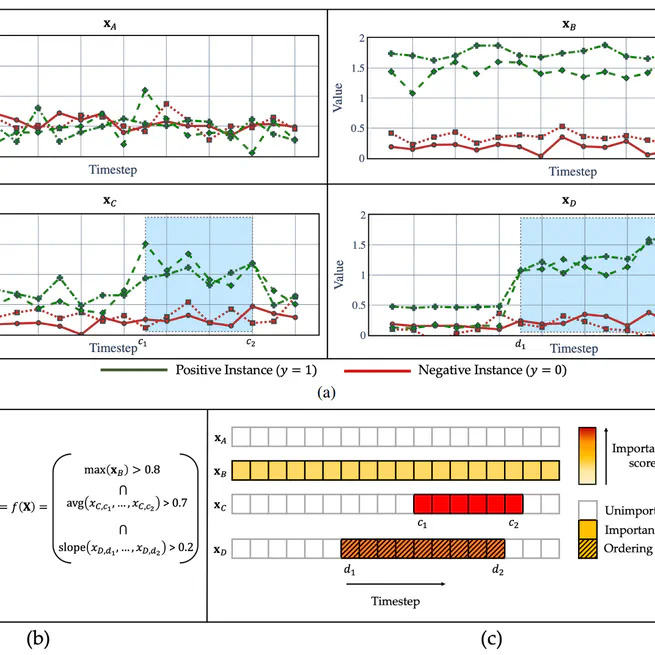 𝐱_A
Timestep
𝐱_B
2
1.5
1
0.5
0
Value
Timestep
𝐱_C
Timestep
c_1
c_2
𝐱_D
2
1.5
1
0.5
0
Value
d_1
Timestep
Positive Instance (y = 1)
Negative Instance (y = 0)
(a)
= f(𝐗) =
max(𝐱_B) > 0.8
∩
avg(x_{C,c_1}, ..., x_{C,c_2}) > 0.7
∩
slope(x_{D,d_1}, ..., x_{D,d_2}) > 0.2
(b)
𝐱_A
𝐱_B
𝐱_C
c_1
c_2
𝐱_D
d_1
d_2
Timestep
Importa
score
Unimport
Importan
Ordering
(c)